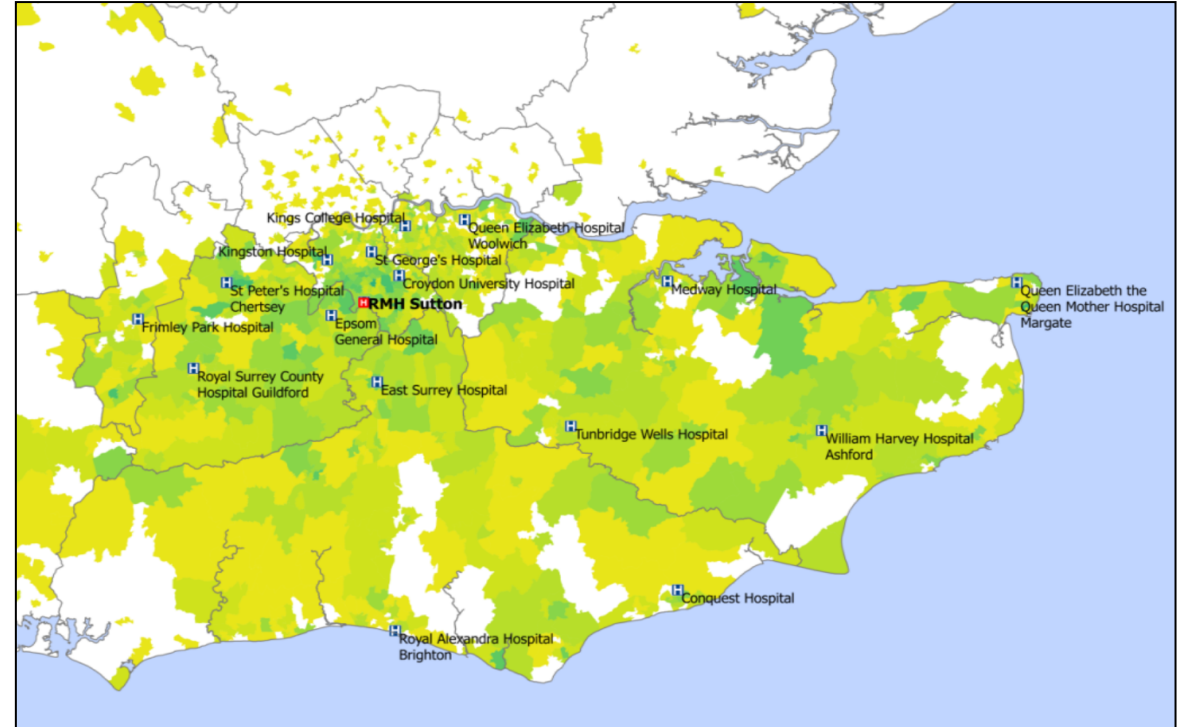 Kings College Hospital
Queen Elizabeth Hospital
Woolwich
Kingston Hospital
St George's Hospital
Croydon University Hospital
St Peter's Hospital
Chertsey
RMH Sutton
Medway Hospital
Queen Elizabeth the
Queen Mother Hospital
Margate
Frimley Park Hospital
Epsom
General Hospital
Royal Surrey County
Hospital Guildford
East Surrey Hospital
Tunbridge Wells Hospital
William Harvey Hospital
Ashford
Conquest Hospital
Royal Alexandra Hospital
Brighton